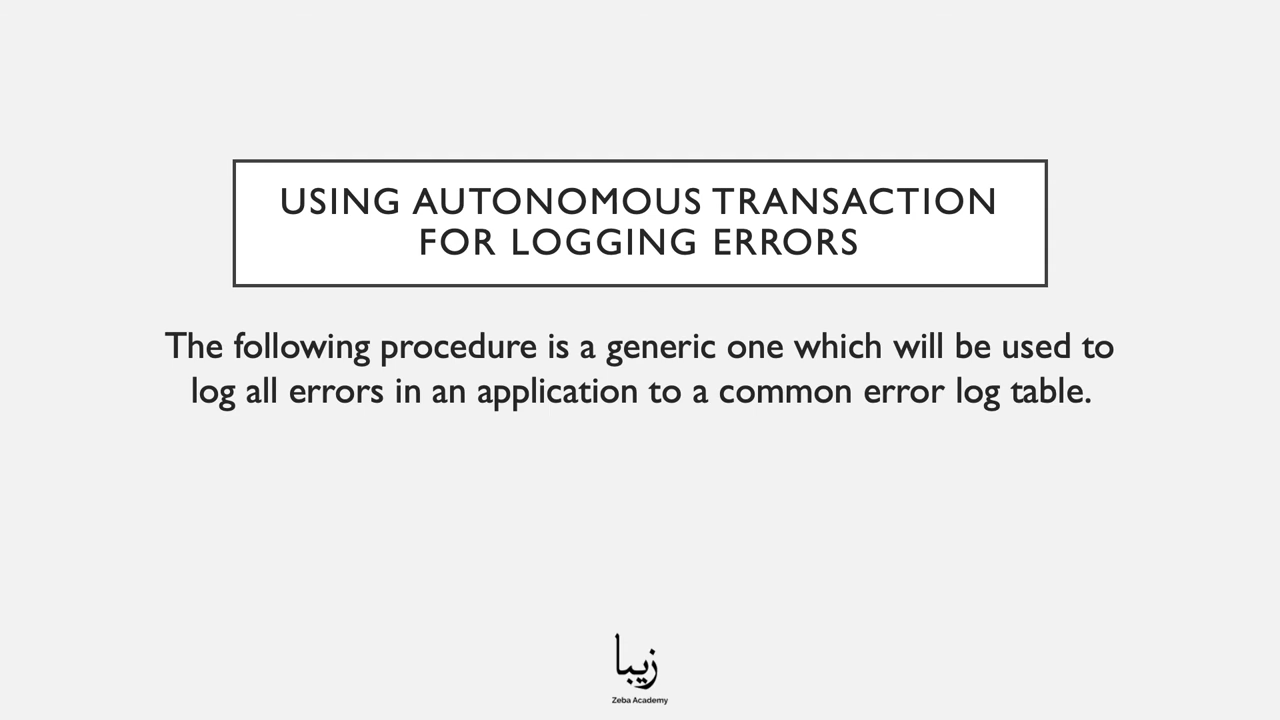 USING AUTONOMOUS TRANSACTION
FOR LOGGING ERRORS
The following procedure is a generic one which will be used to
log all errors in an application to a common error log table.
زيبا
Zeba Academy